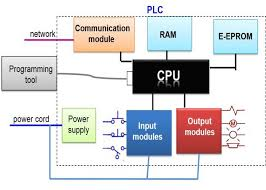 PLC
network
Communication
module
RAM
E-EPROM
Programming
tool
CPU
power cord
Power
supply
Input
modules
Output
modules
M